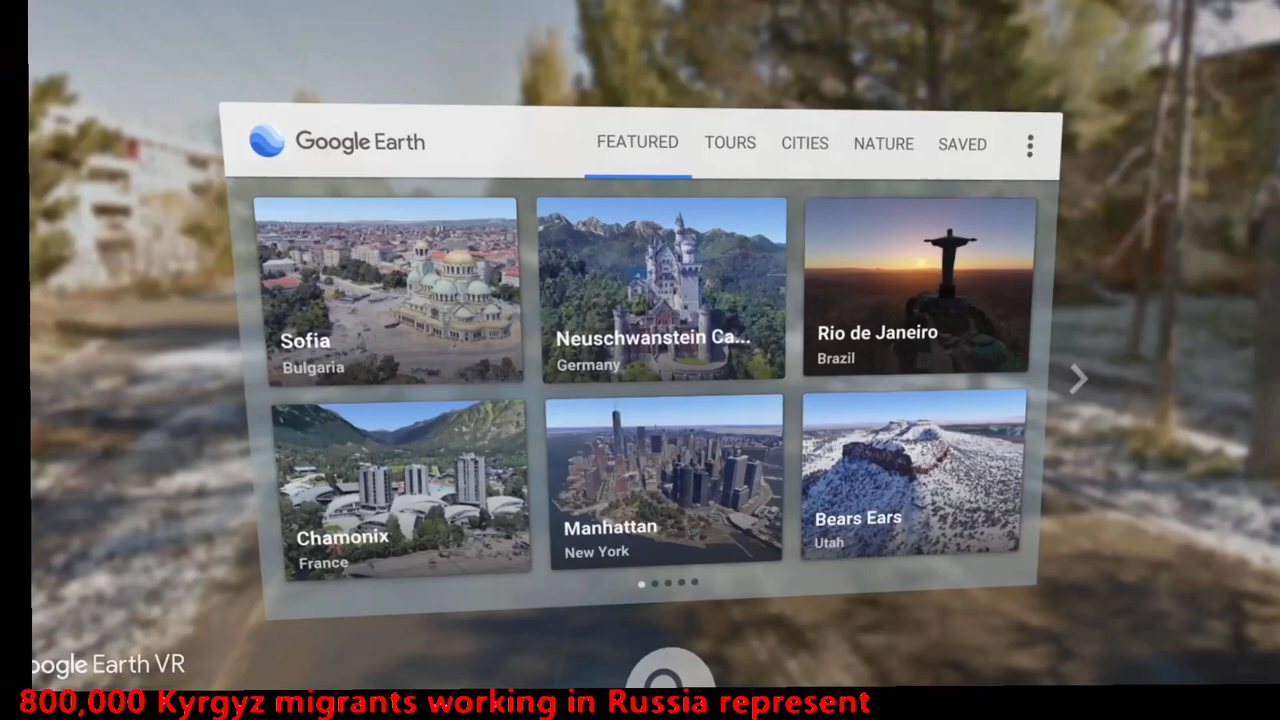 Google Earth
FEATURED TOURS CITIES NATURE SAVED
Sofia
Bulgaria
Neuschwanstein Ca...
Germany
Rio de Janeiro
Brazil
Chamonix
France
Manhattan
New York
Bears Ears
Utah
oogle Earth VR
800,000 Kyrgyz migrants working in Russia represent